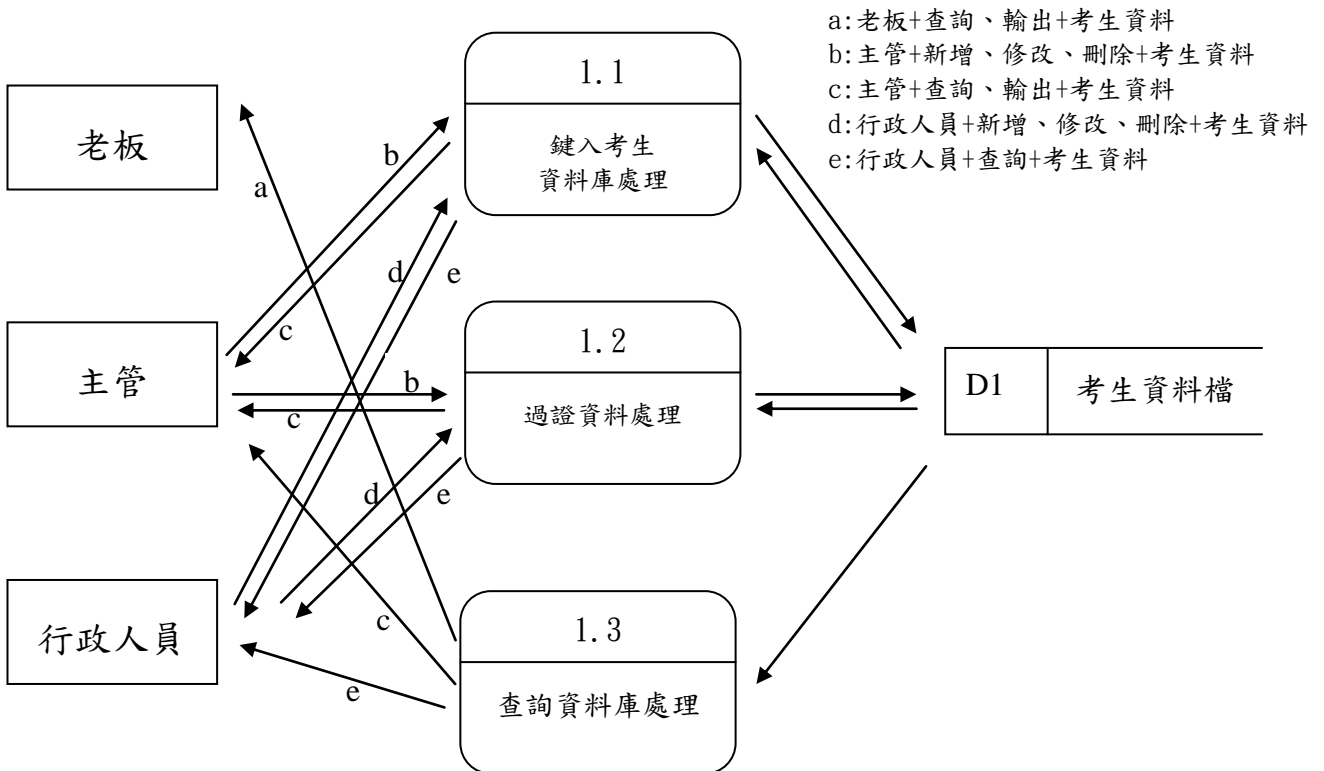 a:老板+查詢、輸出+考生資料
b:主管+新增、修改、刪除+考生資料
c:主管+查詢、輸出+考生資料
d:行政人員+新增、修改、刪除+考生資料
e:行政人員+查詢+考生資料
1.1
鍵入考生
資料庫處理
老板
b
a
d
e
c
1.2
過證資料處理
主管
b
c
D1
考生資料檔
d
e
1.3
查詢資料庫處理
行政人員
c
e